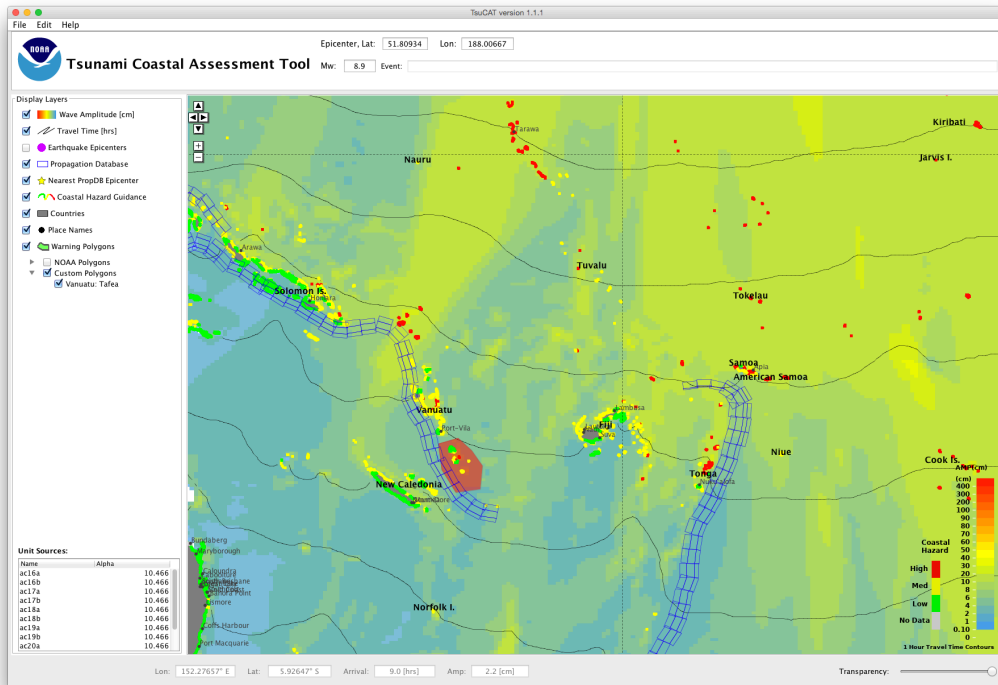 TsuCAT version 1.1.1
File Edit Help
NOAA
Tsunami Coastal Assessment Tool
Epicenter, Lat: 51.80934 Lon: 188.00667
Mw: 8.9 Event:
Display Layers
Wave Amplitude [cm]
Travel Time [hrs]
Earthquake Epicenters
Propagation Database
Nearest PropDB Epicenter
Coastal Hazard Guidance
Countries
Place Names
Warning Polygons
NOAA Polygons
Custom Polygons
Vanuatu: Tafea
Unit Sources:
Name Alpha
ac16a 10.466
ac16b 10.466
ac17a 10.466
ac17b 10.466
ac18a 10.466
ac18b 10.466
ac19a 10.466
ac19b 10.466
ac20a 10.466
Tarawa
Kiribati
Nauru
Jarvis I.
Arawa
Tuvalu
Solomon Is.
Honiara
Tokelau
Samoa
Apia
American Samoa
Vanuatu
Port-Vila
Lambasa
Fiji
Suva
Niue
Cook Is.
Tonga
New Caledonia
Bundaberg
Maryborough
Caloundra
Lismore
Coffs Harbour
Port Macquarie
Norfolk I.
(cm)
400
300
200
100
90
80
70
60
50
40
30
20
10
8
6
4
2
1
0.10
0
Coastal
Hazard
High
Med
Low
No Data
1 Hour Travel Time Contours
Lon: 152.27657° E Lat: 5.92647° S Arrival: 9.0 [hrs] Amp: 2.2 [cm] Transparency: